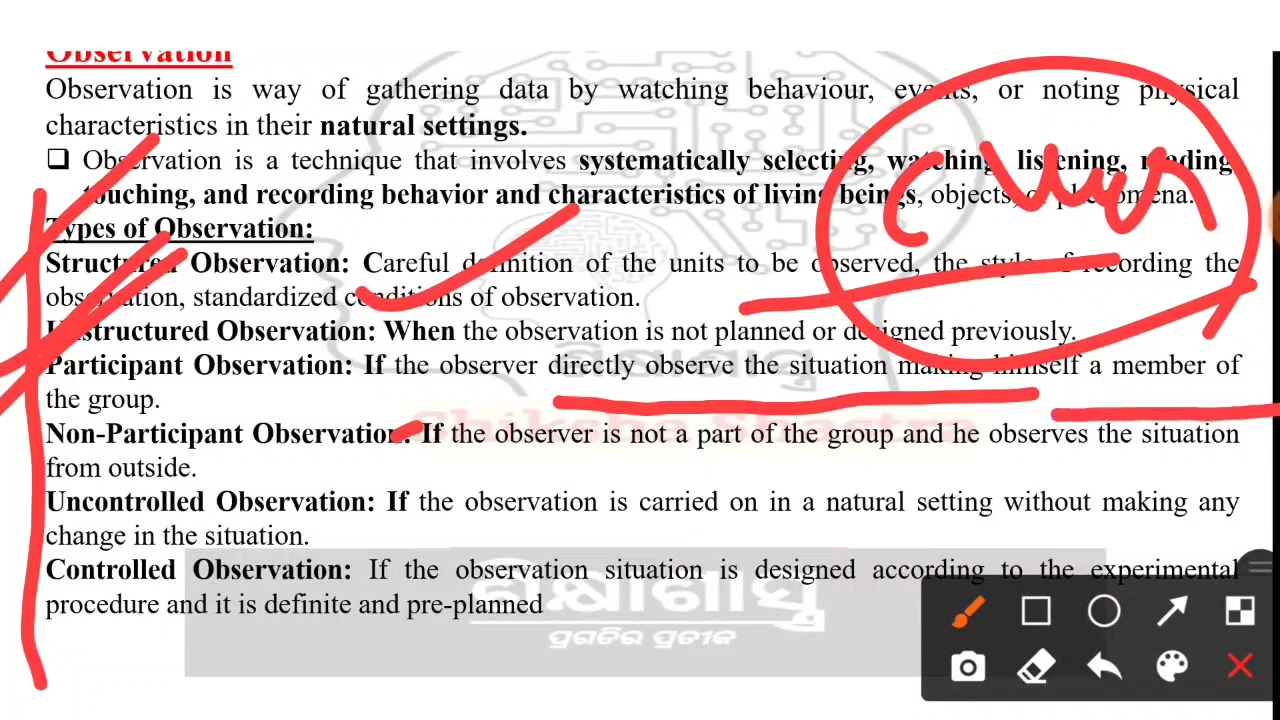 Observation
Observation is way of gathering data by watching behaviour, events, or noting physical
characteristics in their natural settings.
❑ Observation is a technique that involves systematically selecting, watching, listening, reading,
touching, and recording behavior and characteristics of living beings, objects, or phenomena.
Types of Observation:
Structured Observation: Careful definition of the units to be observed, the style of recording the
observation, standardized conditions of observation.
Unstructured Observation: When the observation is not planned or designed previously.
Participant Observation: If the observer directly observe the situation making himself a member of
the group.
Non-Participant Observation: If the observer is not a part of the group and he observes the situation
from outside.
Uncontrolled Observation: If the observation is carried on in a natural setting without making any
change in the situation.
Controlled Observation: If the observation situation is designed according to the experimental
procedure and it is definite and pre-planned
Shiksha Shastra
ପ୍ରଗତିର ପ୍ରତୀକ